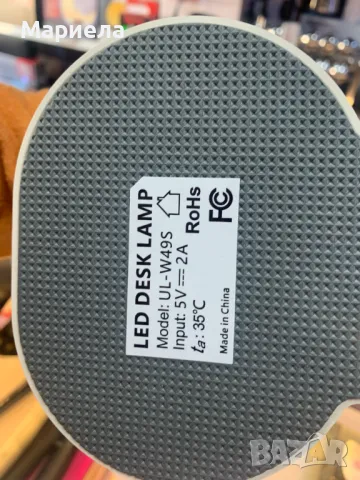 Мариела
LED DESK LAMP
Model: UL-W49S
Input: 5V⎓2A
ta: 35℃
RoHs
FC
Made in China
BAZAR